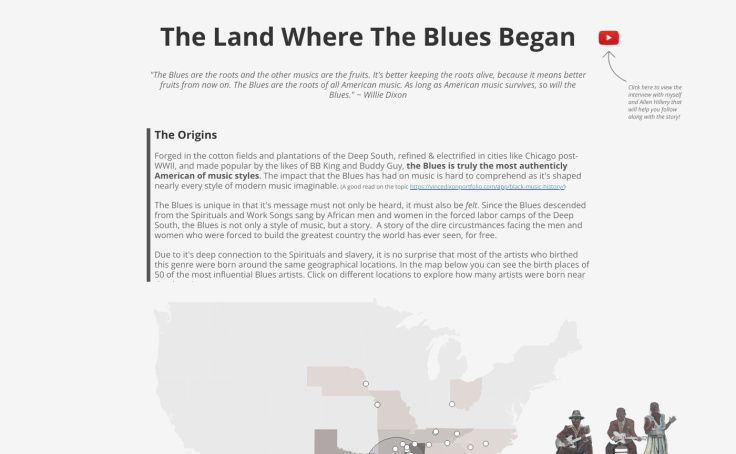 The Land Where The Blues Began
"The Blues are the roots and the other musics are the fruits. It's better keeping the roots alive, because it means better
fruits from now on. The Blues are the roots of all American music. As long as American music survives, so will the
Blues." ~ Willie Dixon
Click here to view the
interview with myself
and Allen Hillery that
will help you follow
along with the story!
The Origins
Forged in the cotton fields and plantations of the Deep South, refined & electrified in cities like Chicago post-
WWII, and made popular by the likes of BB King and Buddy Guy, the Blues is truly the most authenticly
American of music styles. The impact that the Blues has had on music is hard to comprehend as it's shaped
nearly every style of modern music imaginable. (A good read on the topic https://vincedixonportfolio.com/app/black-music-history/)
The Blues is unique in that it's message must not only be heard, it must also be felt. Since the Blues descended
from the Spirituals and Work Songs sang by African men and women in the forced labor camps of the Deep
South, the Blues is not only a style of music, but a story. A story of the dire circumstances facing the men and
women who were forced to build the greatest country the world has ever seen, for free.
Due to it's deep connection to the Spirituals and slavery, it is no surprise that most of the artists who birthed
this genre were born around the same geographical locations. In the map below you can see the birth places of
50 of the most influential Blues artists. Click on different locations to explore how many artists were born near